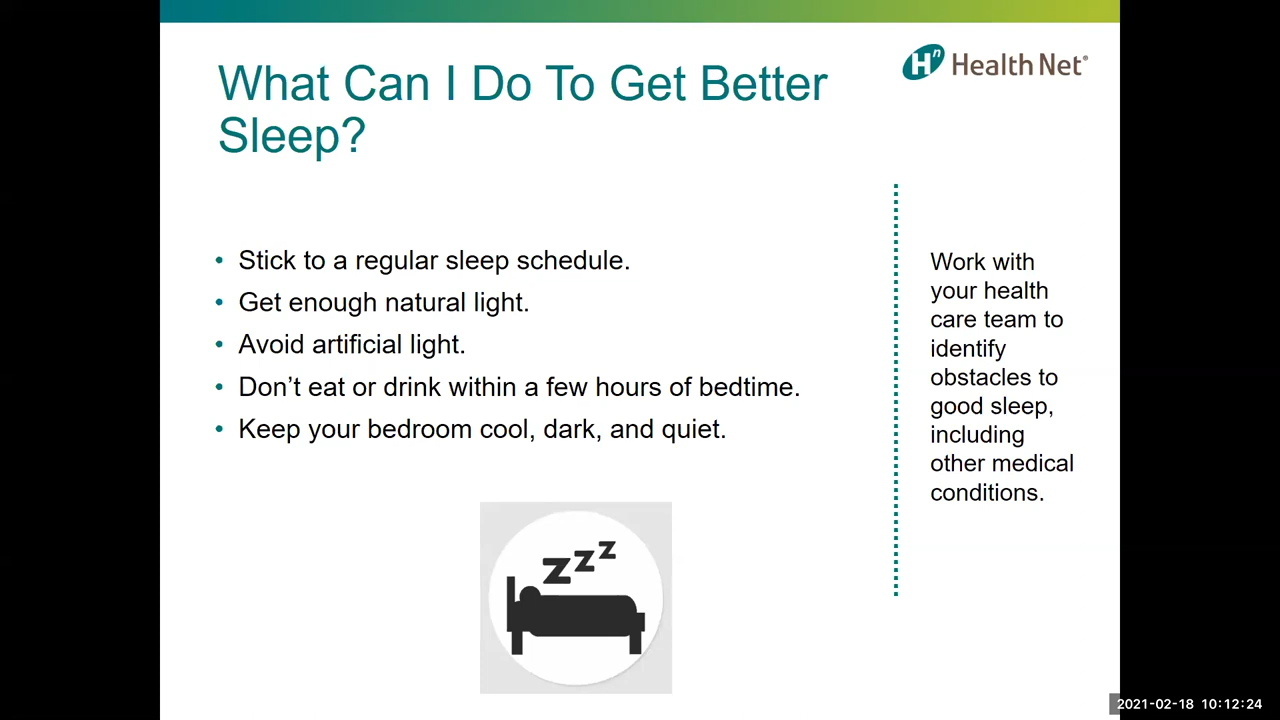 What Can I Do To Get Better
Sleep?
Hn Health Net®
• Stick to a regular sleep schedule.
• Get enough natural light.
• Avoid artificial light.
• Don’t eat or drink within a few hours of bedtime.
• Keep your bedroom cool, dark, and quiet.
Work with
your health
care team to
identify
obstacles to
good sleep,
including
other medical
conditions.
z z z
2021-02-18 10:12:24